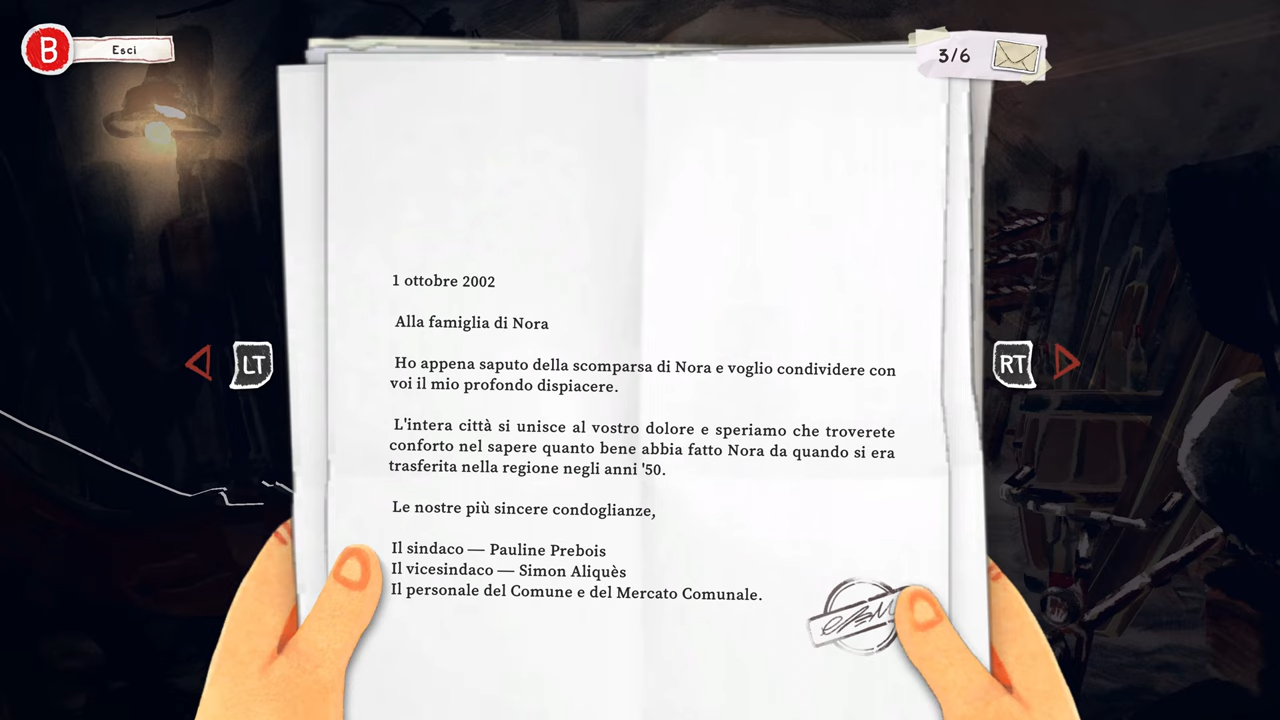 B Esci
3/6
1 ottobre 2002
Alla famiglia di Nora
Ho appena saputo della scomparsa di Nora e voglio condividere con
voi il mio profondo dispiacere.
L'intera città si unisce al vostro dolore e speriamo che troverete
conforto nel sapere quanto bene abbia fatto Nora da quando si era
trasferita nella regione negli anni '50.
LT
RT
Le nostre più sincere condoglianze,
Il sindaco — Pauline Prebois
Il vicesindaco — Simon Aliquès
Il personale del Comune e del Mercato Comunale.